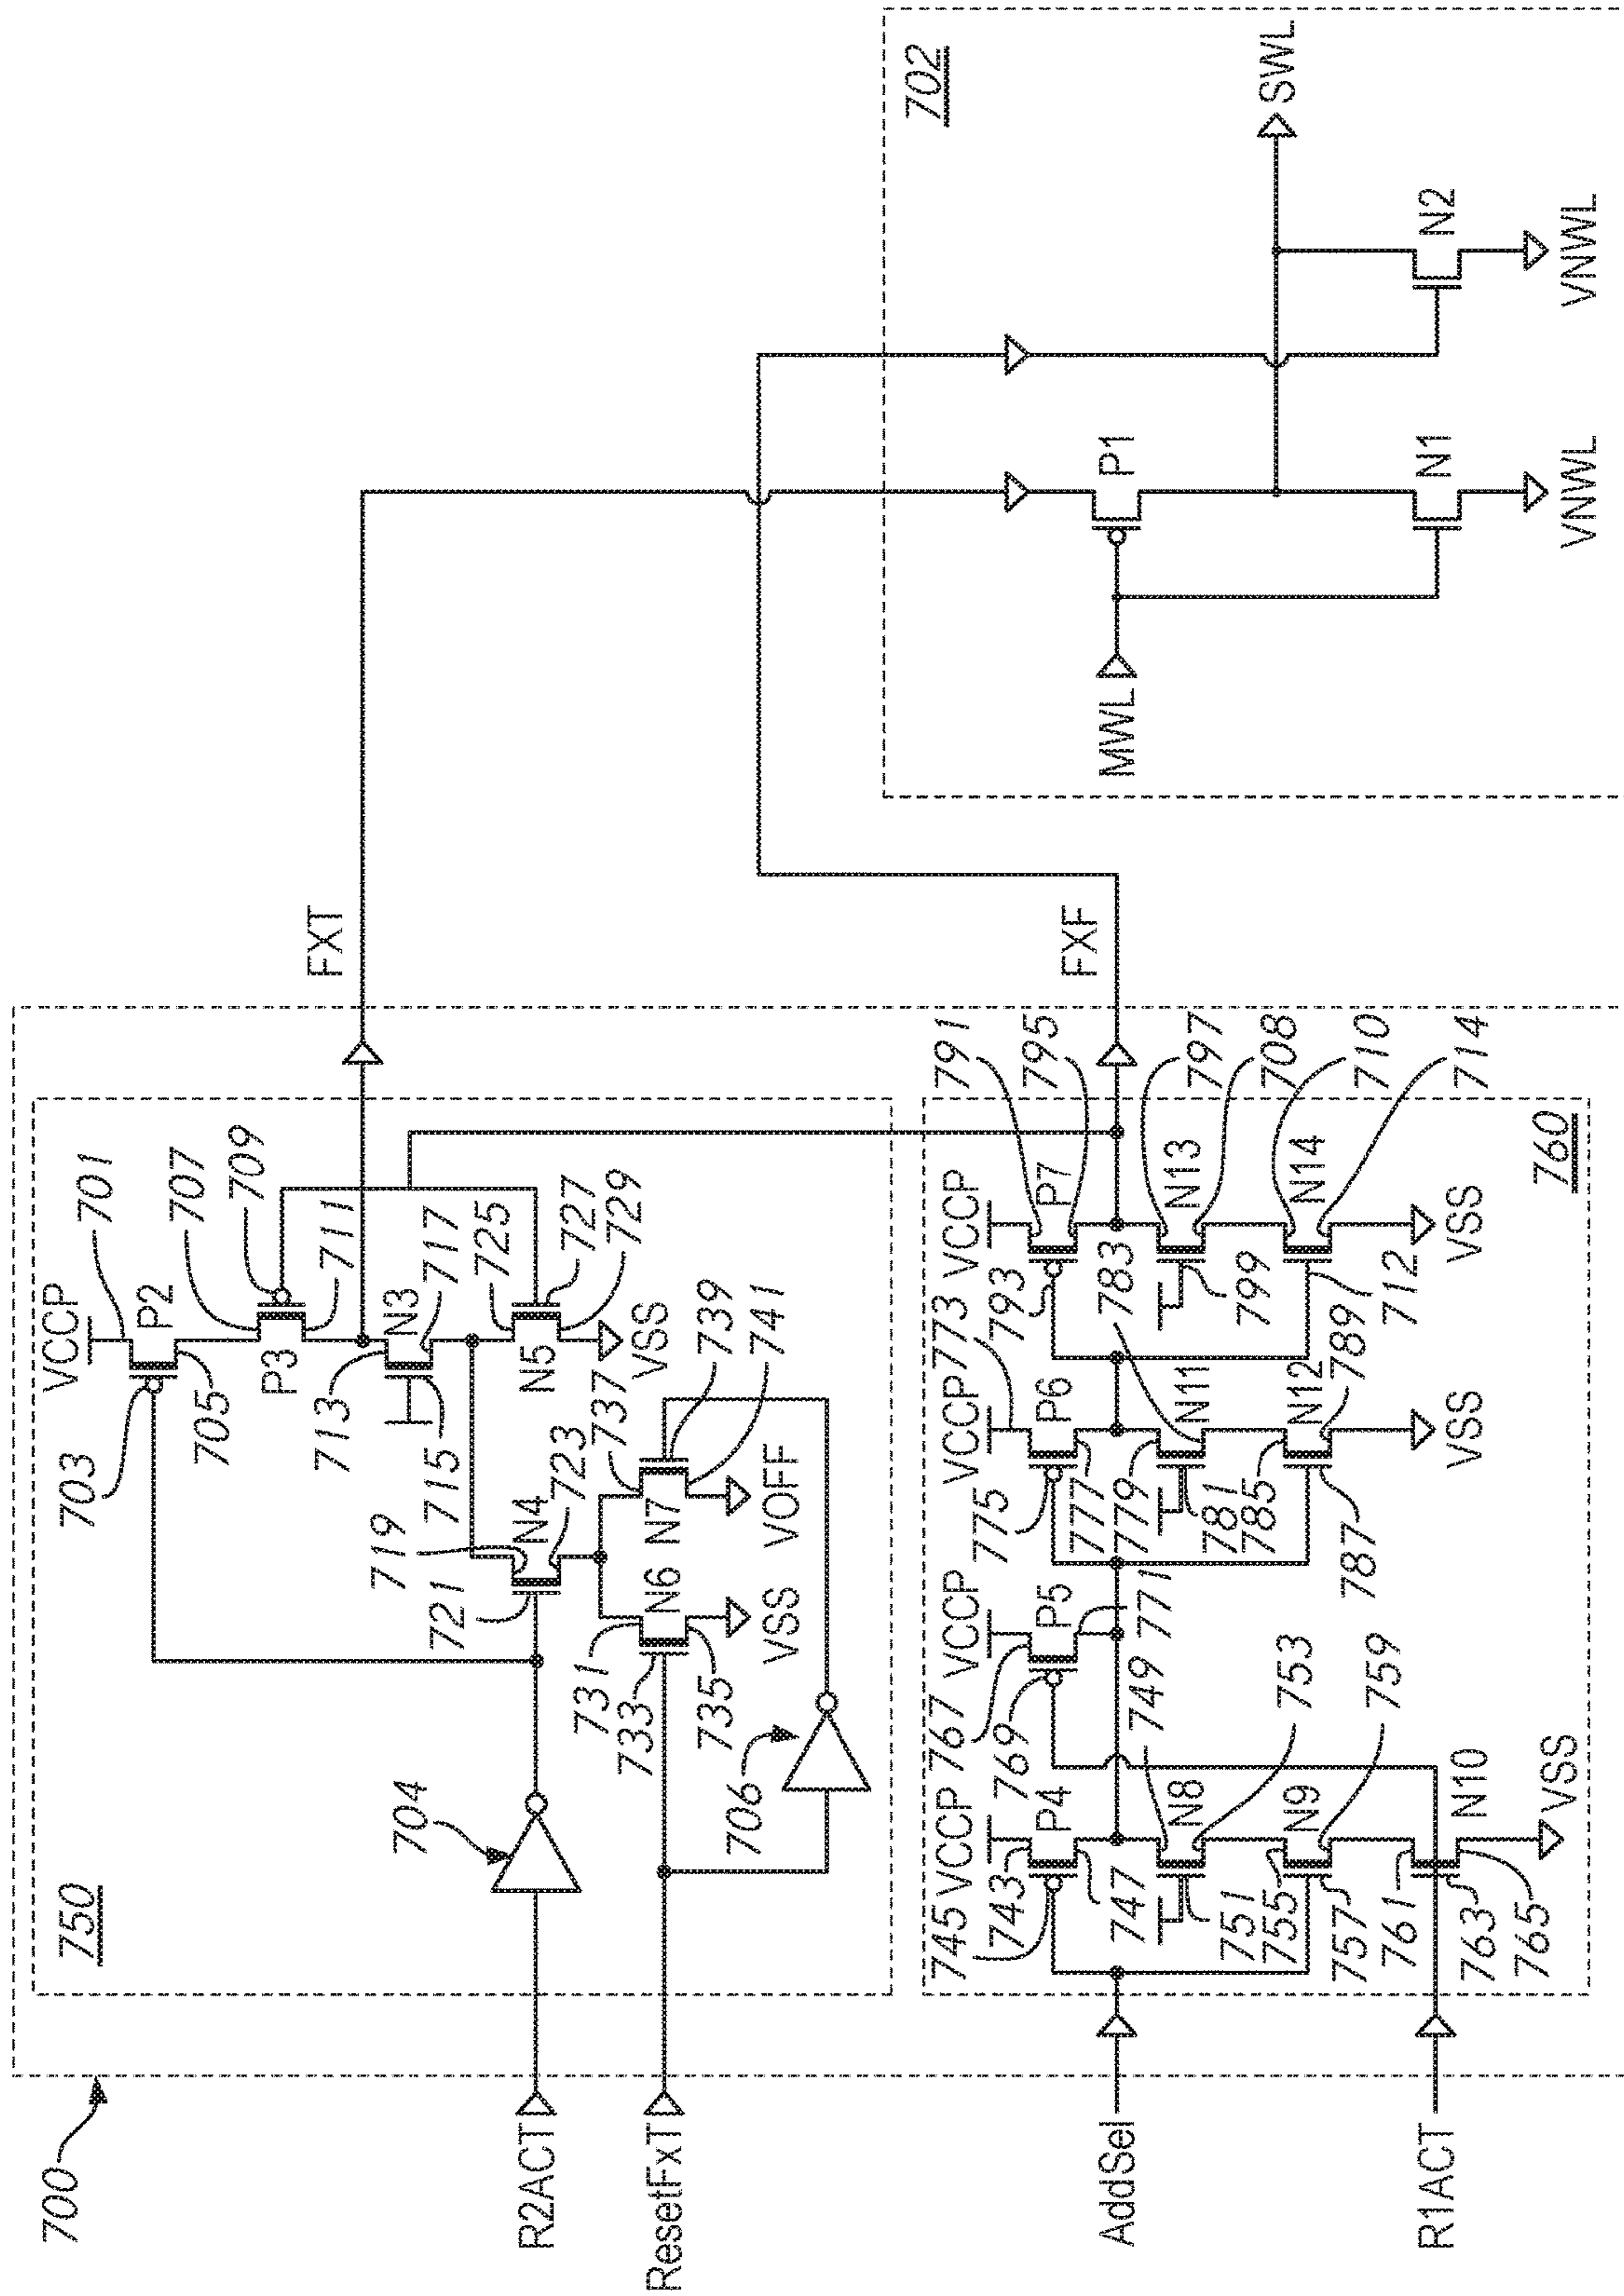 700
750
VCCP
701
P2
703
705
707
709
P3
711
FXT
713
N3
715
717
719
N4
721
723
725
727
729
N5
VSS
704
R2ACT
731
733
735
N6
VSS
737
N7
739
741
VOFF
706
ResetFxT
FXF
702
MWL
P1
N1
N2
SWL
VNWL
VNWL
760
AddSel
R1ACT
VCCP
743
745
P4
747
749
N8
751
753
755
N9
757
759
761
N10
763
765
VSS
VCCP
767
769
P5
771
VCCP
773
775
P6
777
779
N11
781
783
785
N12
787
789
VSS
VCCP
791
793
P7
795
797
N13
799
708
710
N14
712
714
VSS